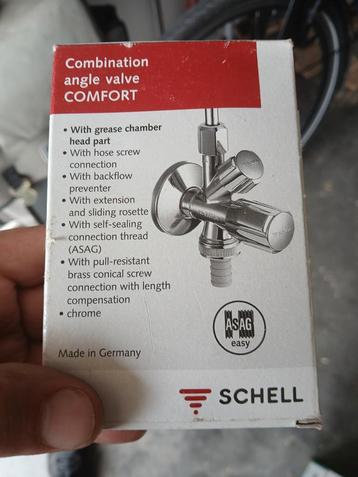 Combination
angle valve
COMFORT
• With grease chamber
head part
• With hose screw
connection
• With backflow
preventer
• With extension
and sliding rosette
• With self-sealing
connection thread
(ASAG)
• With pull-resistant
brass conical screw
connection with length
compensation
• chrome
ASAG
easy
Made in Germany
SCHELL